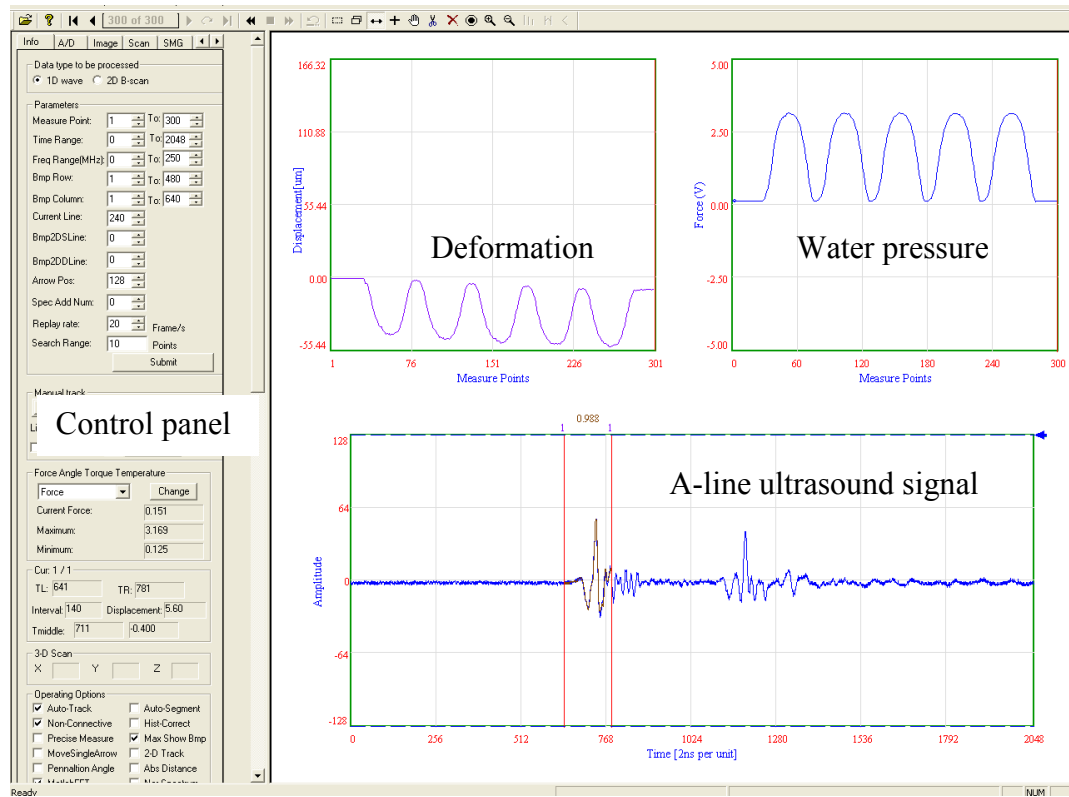 300 of 300
Info A/D Image Scan SMG
Data type to be processed
1D wave 2D B-scan
Parameters
Measure Point: 1 To: 300
Time Range: 0 To: 2048
Freq Range(MHz): 0 To: 250
Bmp Row: 1 To: 480
Bmp Column: 1 To: 640
Current Line: 240
Bmp2DSLine: 0
Bmp2DDLine: 0
Arrow Pos: 128
Spec Add Num: 0
Replay rate: 20 Frame/s
Search Range: 10 Points
Submit
Manual track
Control panel
Force Angle Torque Temperature
Force Change
Current Force: 0.151
Maximum: 3.169
Minimum: 0.125
Cur: 1 / 1
TL: 641 TR: 781
Interval: 140 Displacement: 5.60
Tmiddle: 711 -0.400
3-D Scan
X Y Z
Operating Options
Auto-Track Auto-Segment
Non-Connective Hist-Correct
Precise Measure Max Show Bmp
MoveSingleArrow 2-D Track
Pennaltion Angle Abs Distance
MatlabFFT
Ready
NUM
166.32
110.88
55.44
0.00
-55.44
Displacement[um]
Deformation
1 76 151 226 301
Measure Points
5.00
2.50
0.00
-2.50
-5.00
Force (V)
Water pressure
0 60 120 180 240 300
Measure Points
0.988
1 1
128
64
0
-64
-128
Amplitude
A-line ultrasound signal
0 256 512 768 1024 1280 1536 1792 2048
Time [2ns per unit]